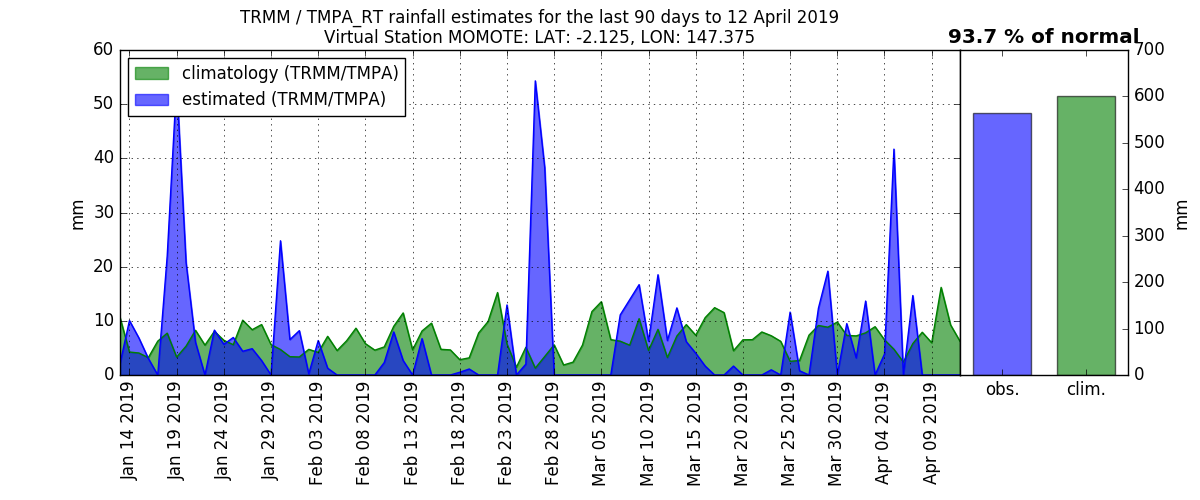 TRMM / TMPA_RT rainfall estimates for the last 90 days to 12 April 2019
Virtual Station MOMOTE: LAT: -2.125, LON: 147.375
93.7 % of normal
climatology (TRMM/TMPA)
estimated (TRMM/TMPA)
60
50
40
30
20
10
0
mm
Jan 14 2019
Jan 19 2019
Jan 24 2019
Jan 29 2019
Feb 03 2019
Feb 08 2019
Feb 13 2019
Feb 18 2019
Feb 23 2019
Feb 28 2019
Mar 05 2019
Mar 10 2019
Mar 15 2019
Mar 20 2019
Mar 25 2019
Mar 30 2019
Apr 04 2019
Apr 09 2019
700
600
500
400
300
200
100
0
mm
obs.
clim.